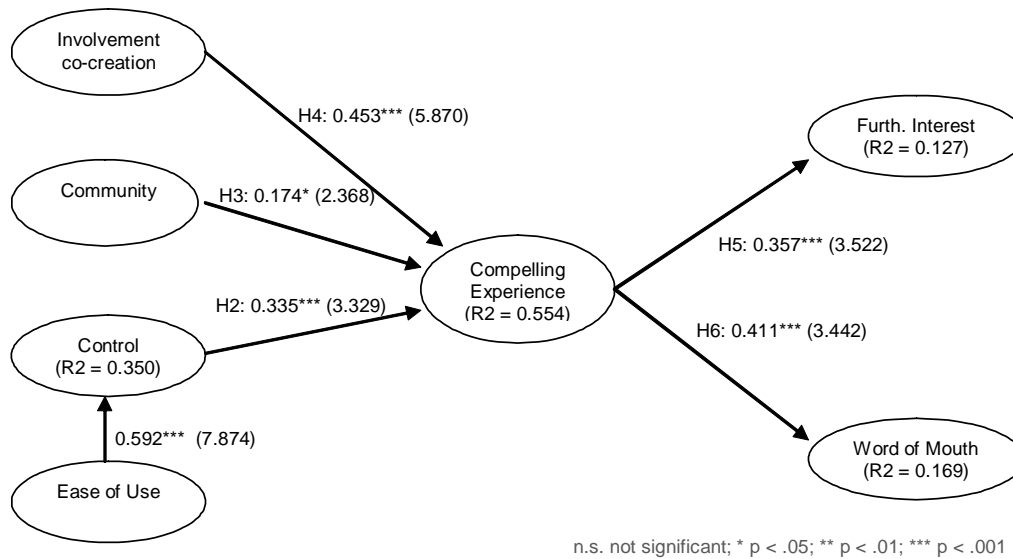 Involvement
co-creation
H4: 0.453*** (5.870)
Furth. Interest
(R2 = 0.127)
Community
H3: 0.174* (2.368)
H5: 0.357*** (3.522)
Compelling
Experience
(R2 = 0.554)
H2: 0.335*** (3.329)
H6: 0.411*** (3.442)
Control
(R2 = 0.350)
0.592*** (7.874)
Word of Mouth
(R2 = 0.169)
Ease of Use
n.s. not significant; * p < .05; ** p < .01; *** p < .001